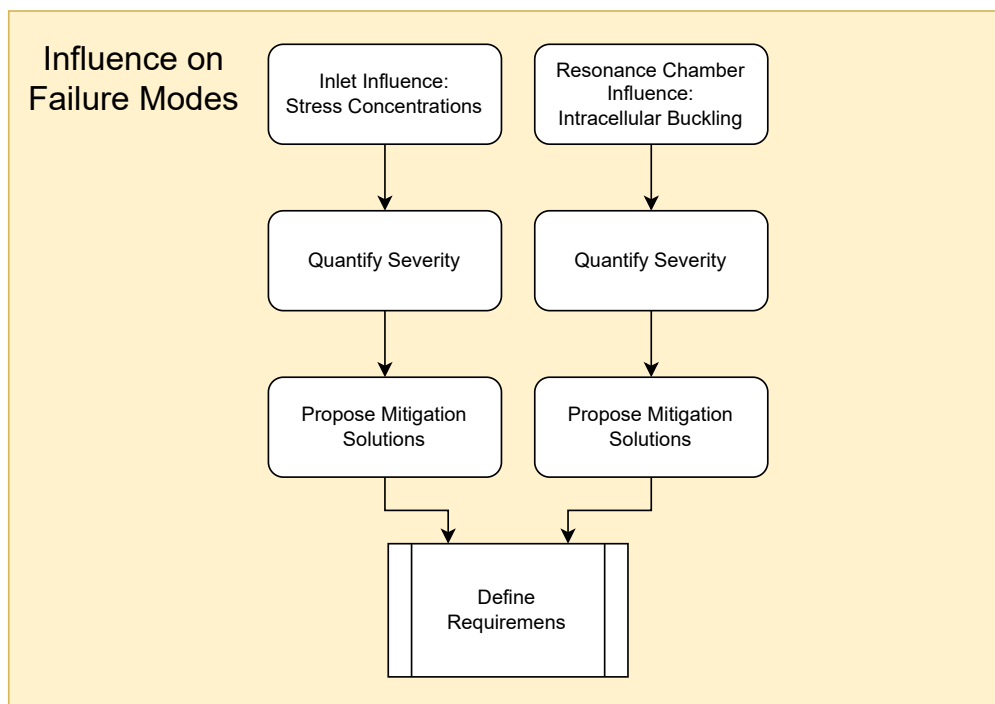 Influence on
Failure Modes
Inlet Influence:
Stress Concentrations
Resonance Chamber
Influence:
Intracellular Buckling
Quantify Severity
Quantify Severity
Propose Mitigation
Solutions
Propose Mitigation
Solutions
Define
Requiremens